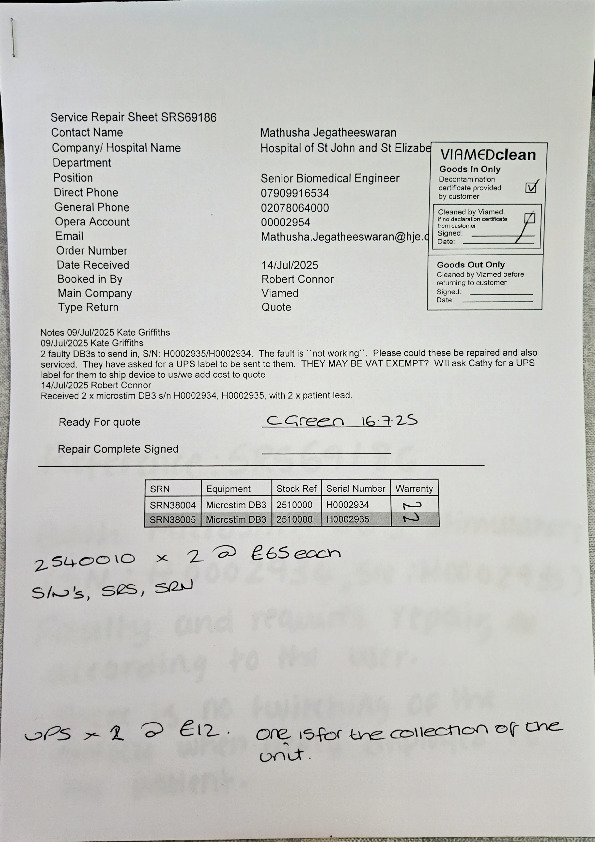 Service Repair Sheet SRS69186
Contact Name Mathusha Jegatheeswaran
Company/ Hospital Name Hospital of St John and St Elizabe
Department
Position Senior Biomedical Engineer
Direct Phone 07909916534
General Phone 02078064000
Opera Account 00002954
Email Mathusha.Jegatheeswaran@hje.o
Order Number
Date Received 14/Jul/2025
Booked in By Robert Connor
Main Company Viamed
Type Return Quote
VIAMEDclean
Goods In Only
Decontamination
certificate provided
by customer
Cleaned by Viamed
if no declaration certificate
from customer
Signed:
Date:
Goods Out Only
Cleaned by Viamed before
returning to customer
Signed:
Date
Notes 09/Jul/2025 Kate Griffiths
09/Jul/2025 Kate Griffiths
2 faulty DB3s to send in, S/N: H0002935/H0002934. The fault is ``not working``. Please could these be repaired and also
serviced. They have asked for a UPS label to be sent to them. THEY MAY BE VAT EXEMPT? Will ask Cathy for a UPS
label for them to ship device to us/we add cost to quote
14/Jul/2025 Robert Connor
Received 2 x microstim DB3 s/n H0002934, H0002935, with 2 x patient lead.
Ready For quote C Green 16.7.25
Repair Complete Signed
SRN Equipment Stock Ref Serial Number Warranty
SRN38004 Microstim DB3 2510000 H0002934 N
SRN38005 Microstim DB3 2510000 H0002935 N
2540010 x 2 @ £65 each
S/N's, SRS, SRN
UPS x 2 @ £12. one is for the collection of the
unit.